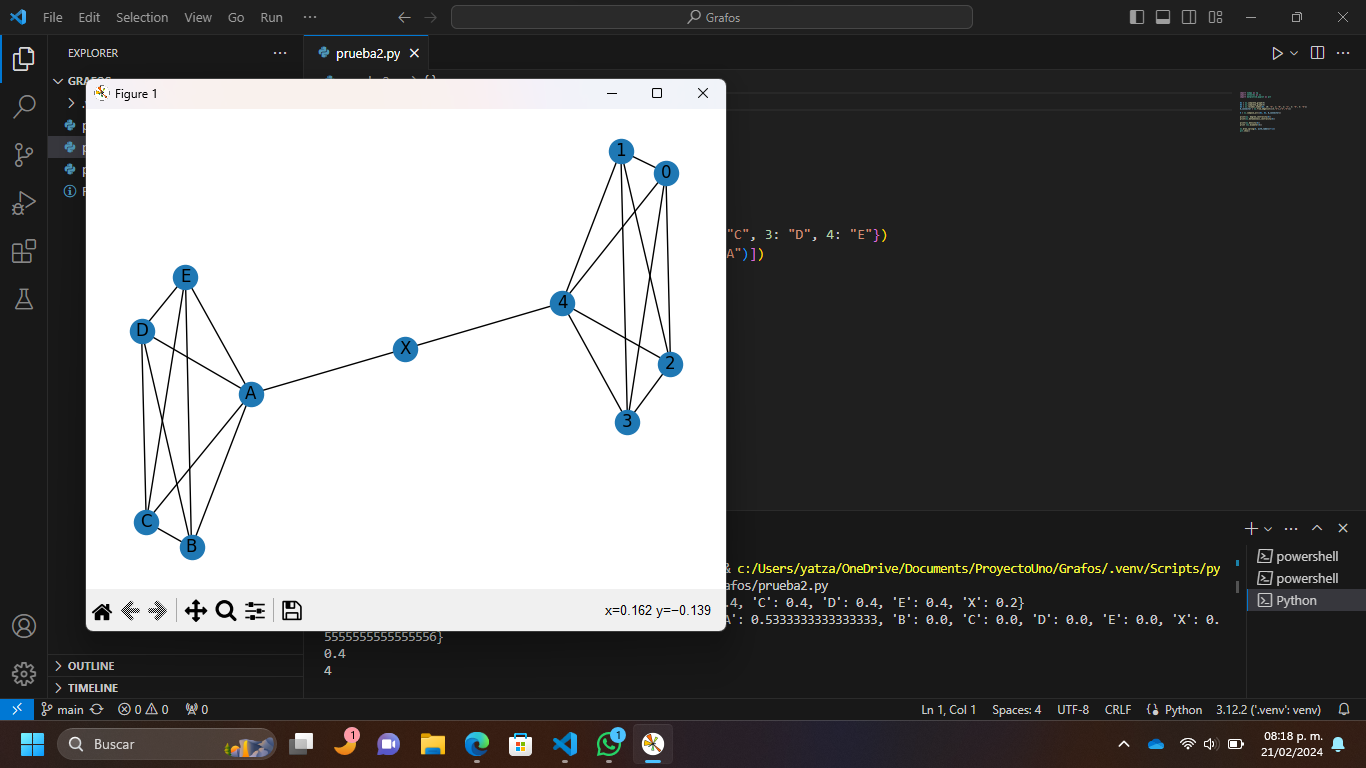 File Edit Selection View Go Run ···
Grafos
EXPLORER ···
prueba2.py
GRAFOS
Figure 1
1
0
"C", 3: "D", 4: "E"})
A")])
E
4
D
X
2
A
3
C
B
& c:/Users/yatza/OneDrive/Documents/ProyectoUno/Grafos/.venv/Scripts/py
afos/prueba2.py
.4, 'C': 0.4, 'D': 0.4, 'E': 0.4, 'X': 0.2}
A': 0.5333333333333333, 'B': 0.0, 'C': 0.0, 'D': 0.0, 'E': 0.0, 'X': 0.
5555555555555556}
0.4
4
powershell
powershell
Python
x=0.162 y=−0.139
OUTLINE
TIMELINE
main 0 0 0
Ln 1, Col 1 Spaces: 4 UTF-8 CRLF Python 3.12.2 ('.venv': venv)
Buscar
1
1
08:18 p. m.
21/02/2024